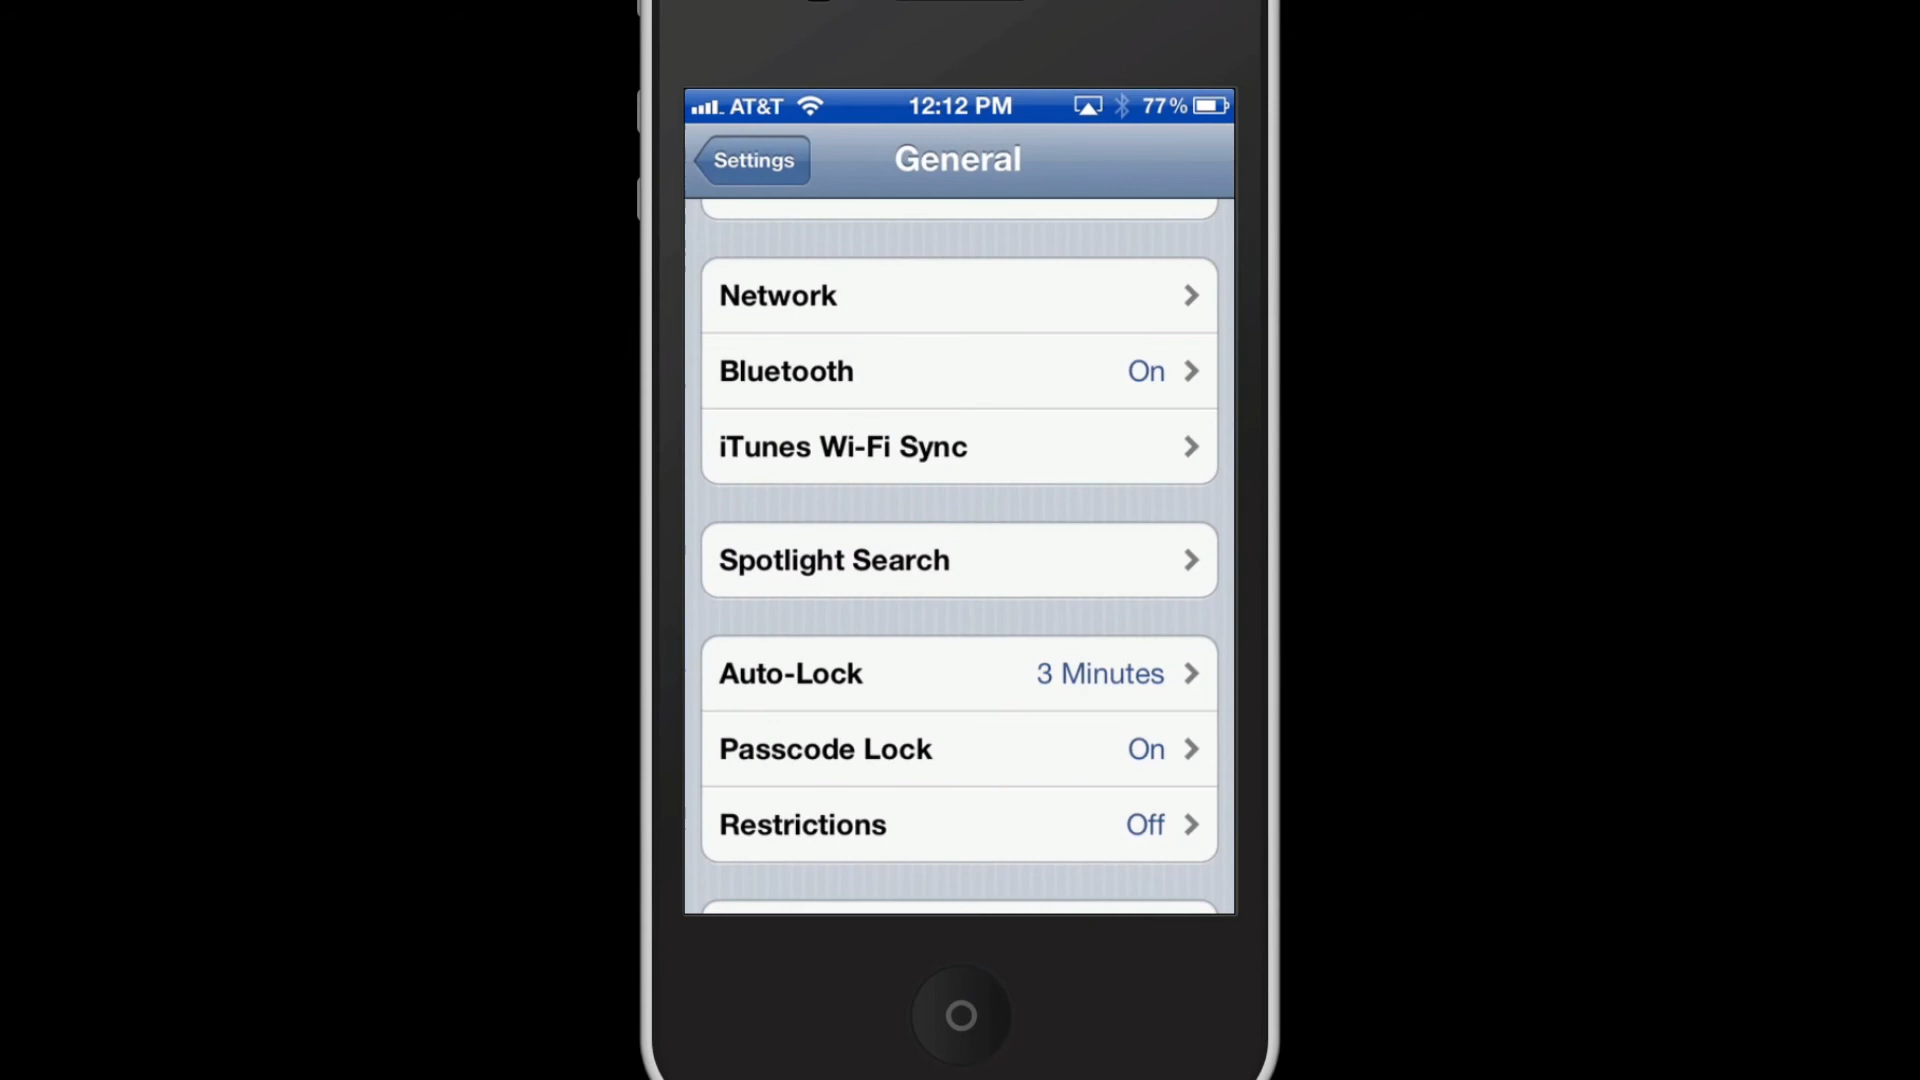 AT&T 12:12 PM 77%
Settings General
Network
Bluetooth On
iTunes Wi-Fi Sync
Spotlight Search
Auto-Lock 3 Minutes
Passcode Lock On
Restrictions Off